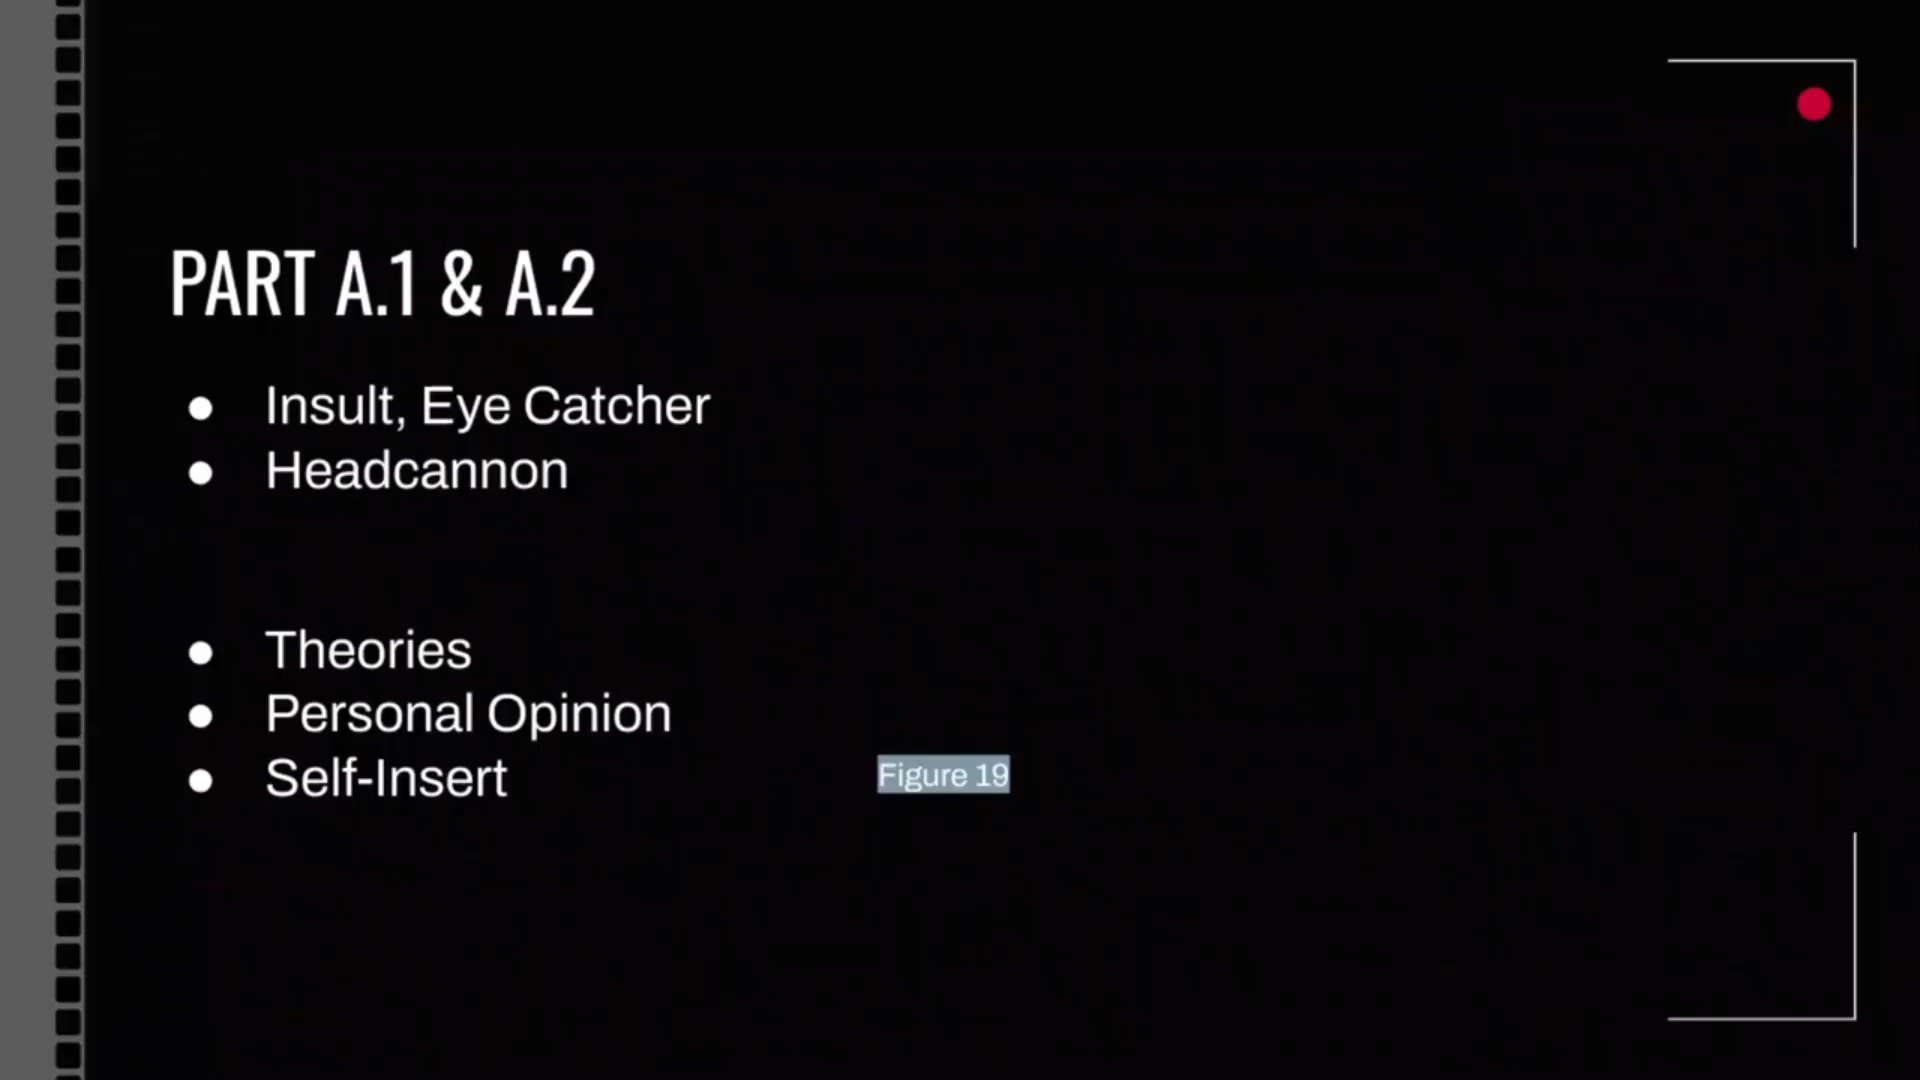 PART A.1 & A.2
● Insult, Eye Catcher
● Headcannon
● Theories
● Personal Opinion
● Self-Insert
Figure 19